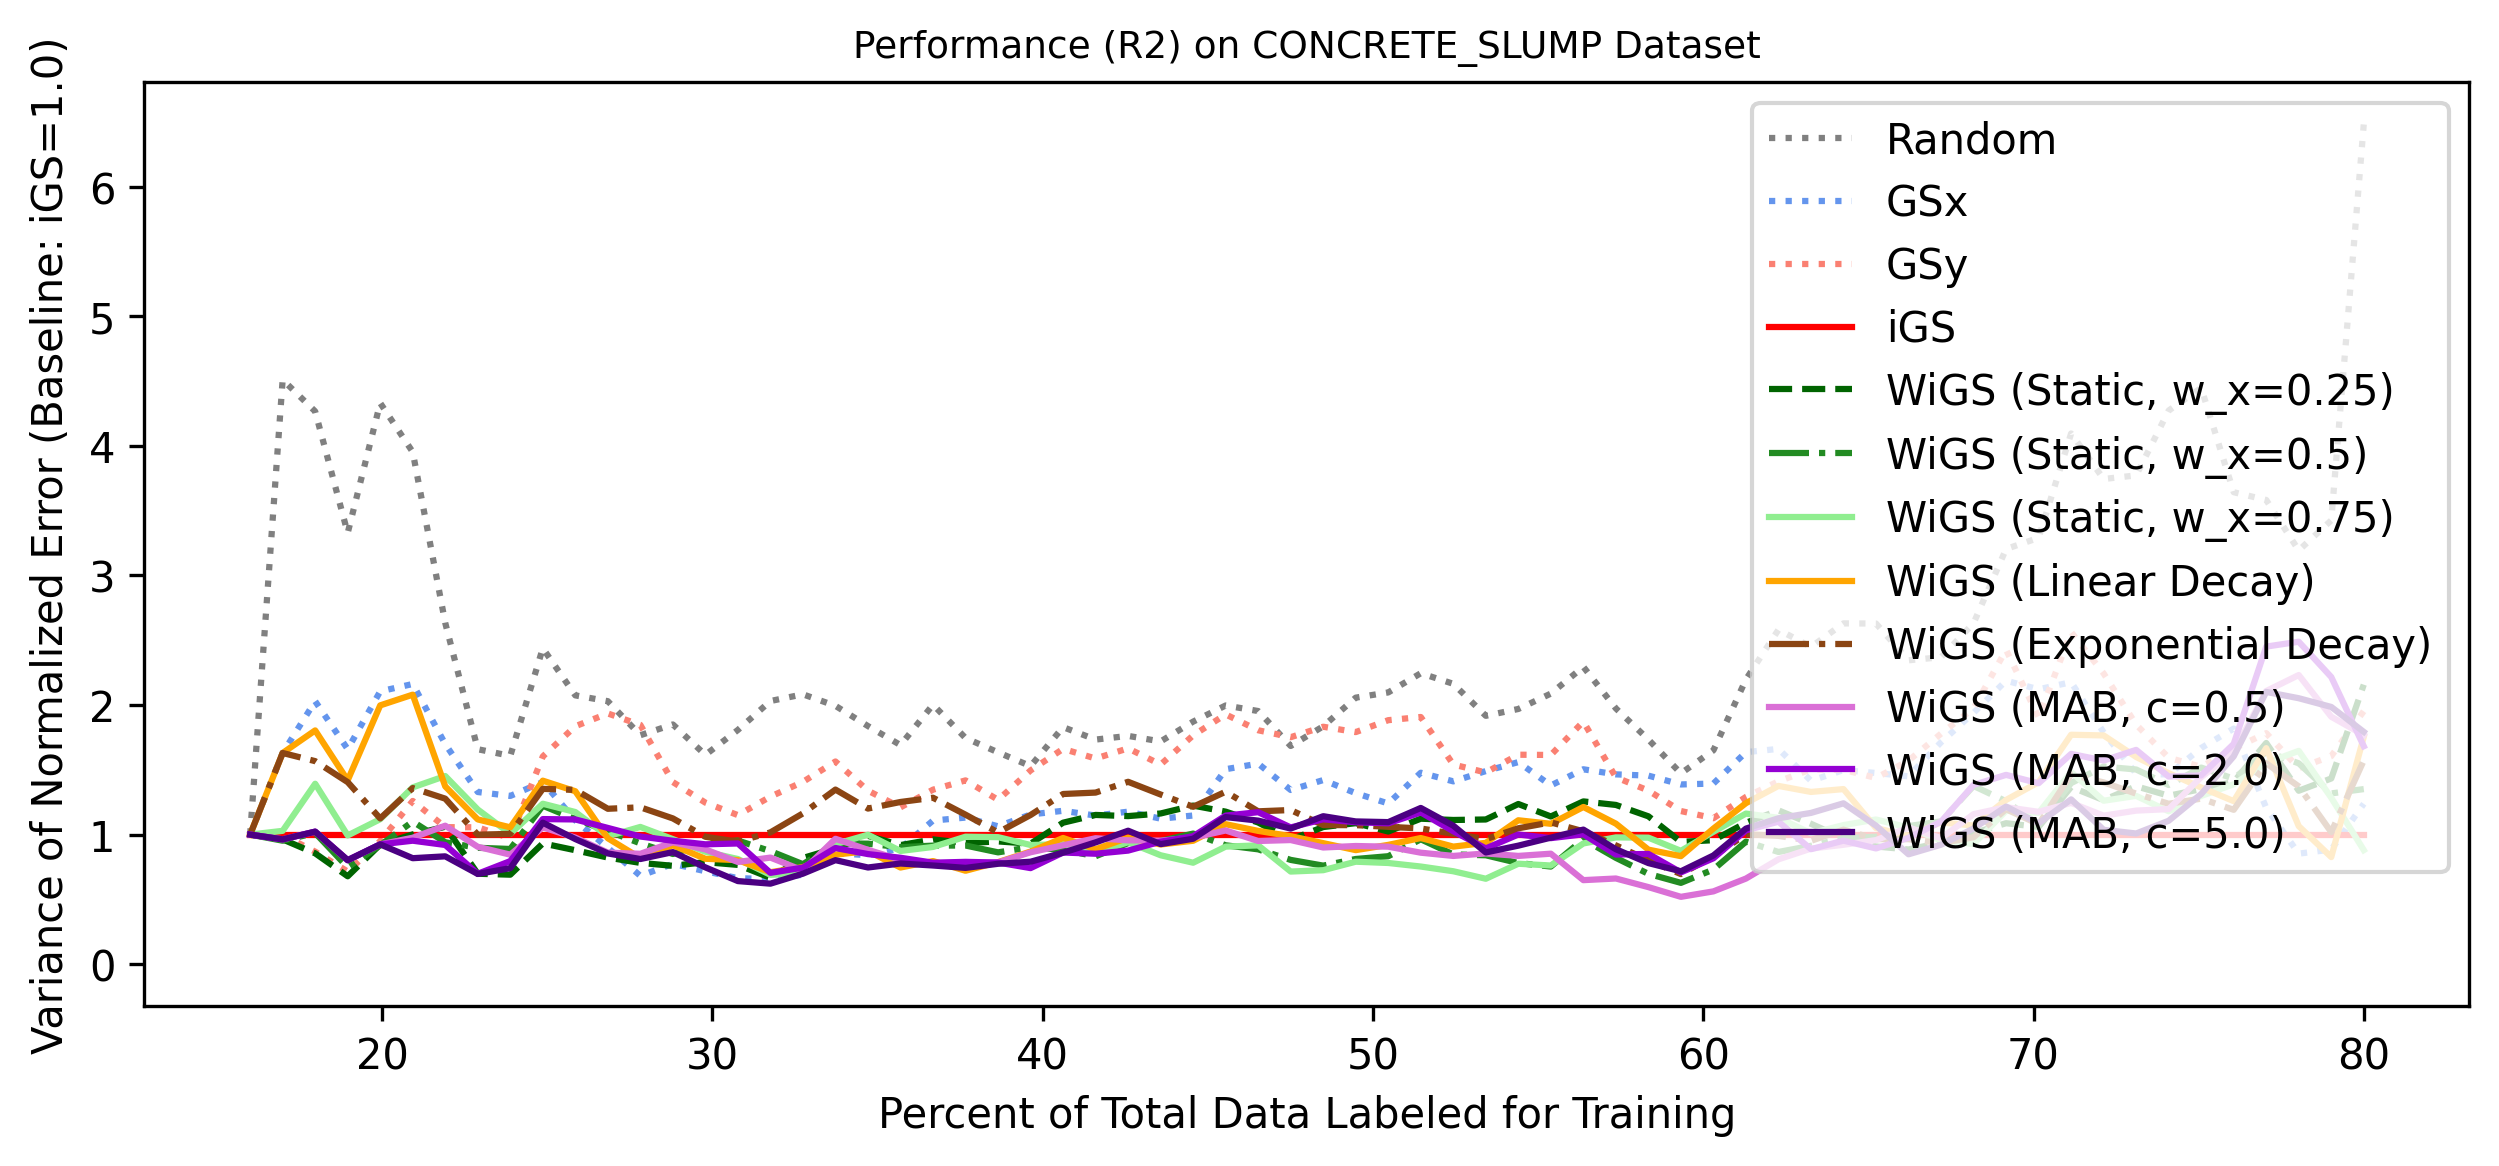 Performance (R2) on CONCRETE_SLUMP Dataset
Variance of Normalized Error (Baseline: iGS=1.0)
6
5
4
3
2
1
0
20 30 40 50 60 70 80
Percent of Total Data Labeled for Training
Random
GSx
GSy
iGS
WiGS (Static, w_x=0.25)
WiGS (Static, w_x=0.5)
WiGS (Static, w_x=0.75)
WiGS (Linear Decay)
WiGS (Exponential Decay)
WiGS (MAB, c=0.5)
WiGS (MAB, c=2.0)
WiGS (MAB, c=5.0)